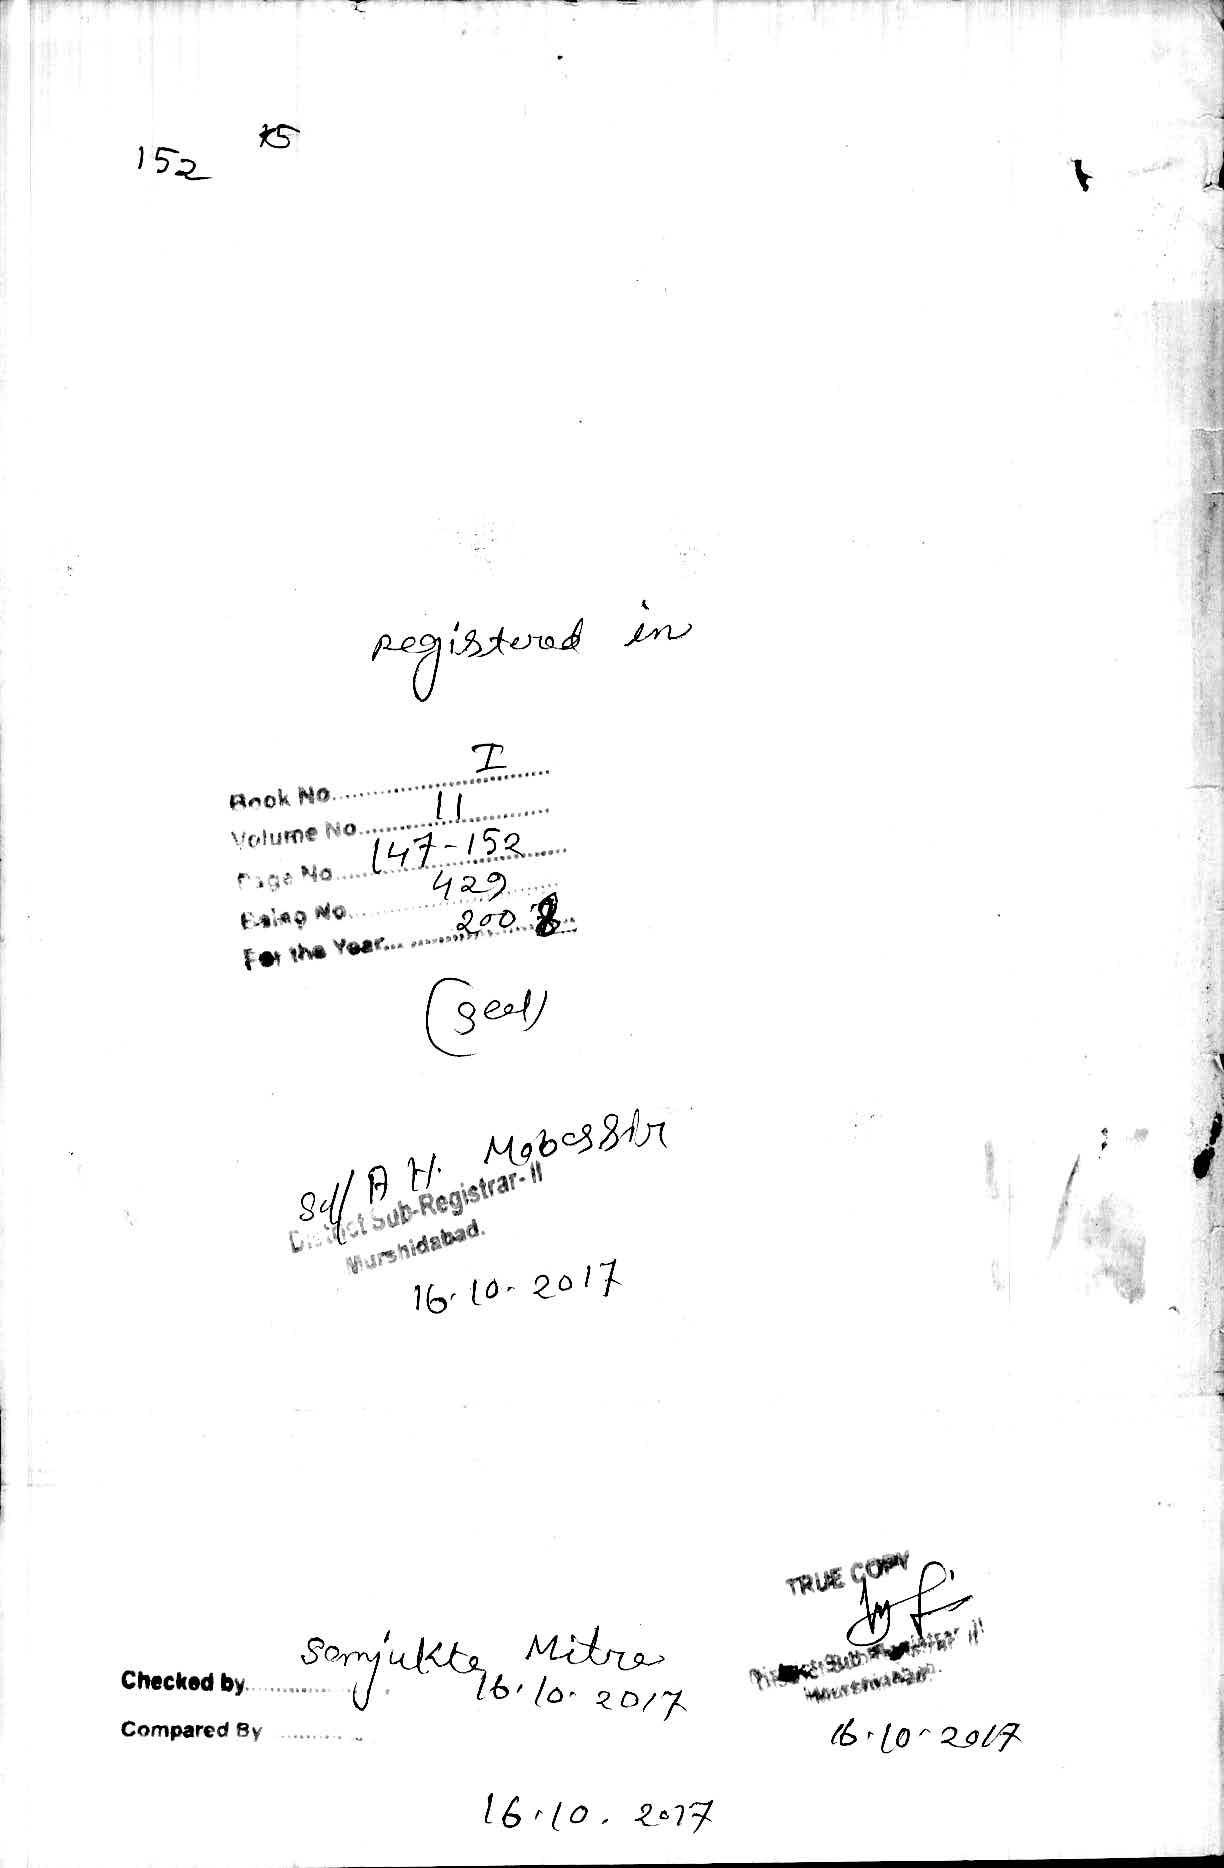 152
registered in
Book No..........I
Volume No..........11
Page No..........147-152
Being No..........429
For the Year..........2008
(Seal)
Sd/ A H. Mobassir
District Sub-Registrar-II
Murshidabad.
16.10.2017
TRUE COPY
District Sub-Registrar II
Murshidabad.
Checked by.......... Samjukta Mitra
16.10.2017
Compared By ..........
16.10.2017
16.10.2017